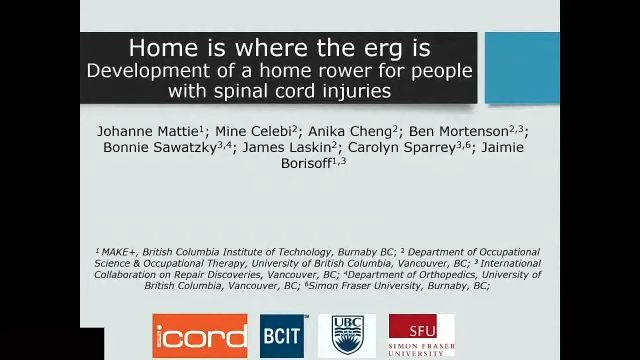 Home is where the erg is
Development of a home rower for people
with spinal cord injuries
Johanne Mattie1; Mine Celebi2; Anika Cheng2; Ben Mortenson2,3;
Bonnie Sawatzky3,4; James Laskin2; Carolyn Sparrey3,6; Jaimie
Borisoff1,3
1 MAKE+, British Columbia Institute of Technology, Burnaby BC; 2 Department of Occupational
Science & Occupational Therapy, University of British Columbia, Vancouver, BC; 3 International
Collaboration on Repair Discoveries, Vancouver, BC; 4Department of Orthopedics, University of
British Columbia, Vancouver, BC; 6Simon Fraser University, Burnaby, BC;
icord
BCIT
UBC
SFU
SIMON FRASER
UNIVERSITY